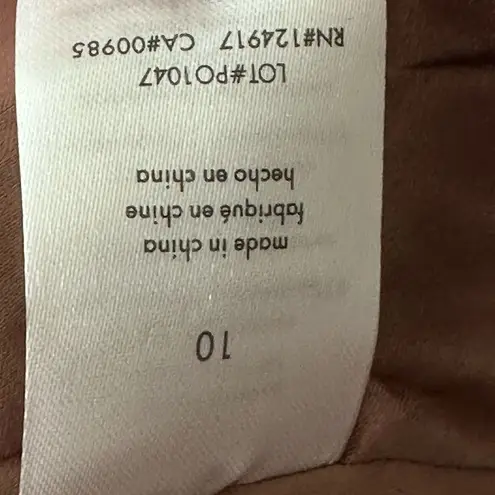 10
made in china
fabriqué en chine
hecho en china
LOT#PO1047
RN#124917 CA#00985